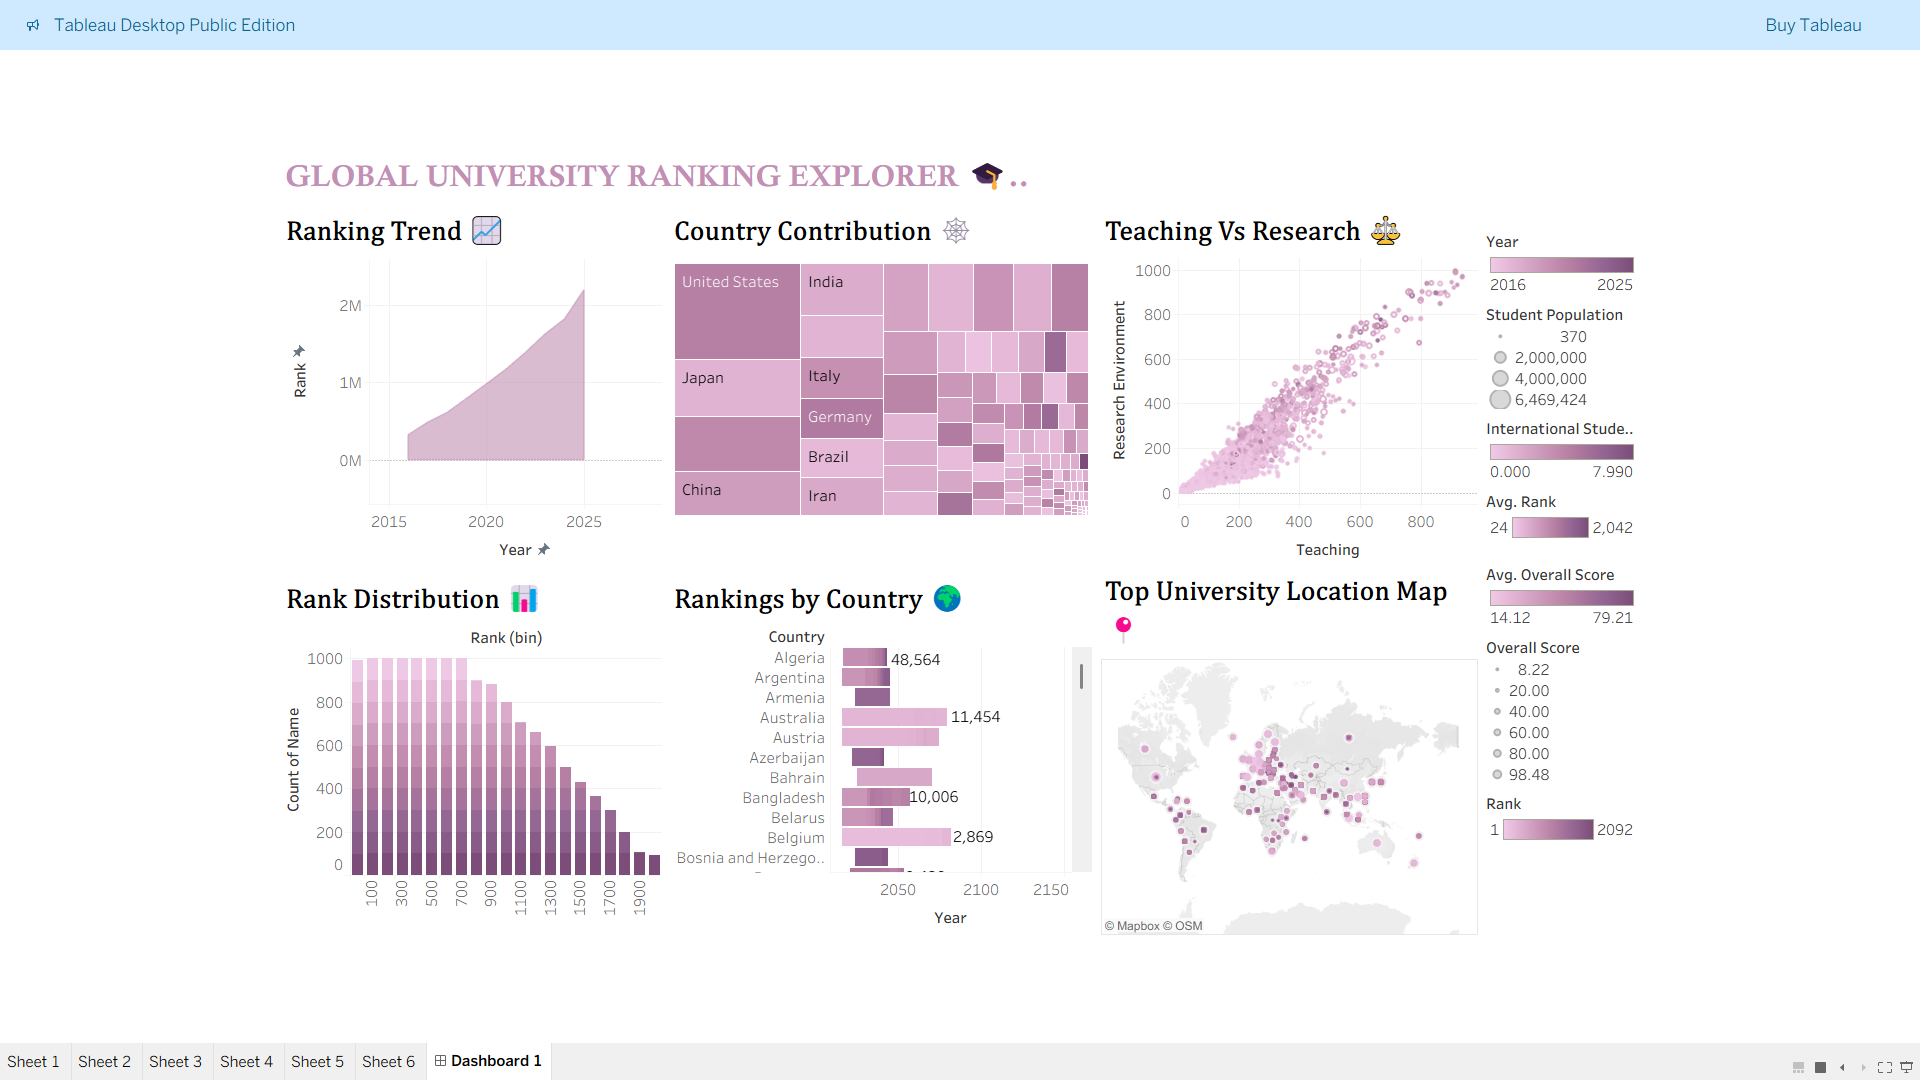 Tableau Desktop Public Edition
Buy Tableau
GLOBAL UNIVERSITY RANKING EXPLORER 🎓..
Ranking Trend
Rank
2M
1M
0M
2015 2020 2025
Year
Country Contribution
United States
Japan
China
India
Italy
Germany
Brazil
Iran
Teaching Vs Research
Research Environment
1000
800
600
400
200
0
0 200 400 600 800
Teaching
Year
2016 2025
Student Population
370
2,000,000
4,000,000
6,469,424
International Stude..
0.000 7.990
Avg. Rank
24 2,042
Avg. Overall Score
14.12 79.21
Overall Score
8.22
20.00
40.00
60.00
80.00
98.48
Rank
1 2092
Rank Distribution
Rank (bin)
Count of Name
1000
800
600
400
200
0
100 300 500 700 900 1100 1300 1500 1700 1900
Rankings by Country
Country
Algeria 48,564
Argentina
Armenia
Australia 11,454
Austria
Azerbaijan
Bahrain
Bangladesh 10,006
Belarus
Belgium 2,869
Bosnia and Herzego..
2050 2100 2150
Year
Top University Location Map
© Mapbox © OSM
Sheet 1 Sheet 2 Sheet 3 Sheet 4 Sheet 5 Sheet 6 Dashboard 1